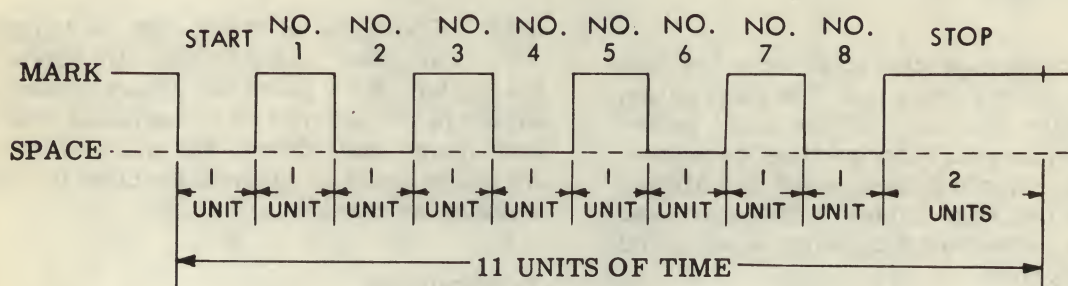 START NO. 1 NO. 2 NO. 3 NO. 4 NO. 5 NO. 6 NO. 7 NO. 8 STOP
MARK
SPACE
1 UNIT 1 UNIT 1 UNIT 1 UNIT 1 UNIT 1 UNIT 1 UNIT 1 UNIT 1 UNIT 2 UNITS
11 UNITS OF TIME